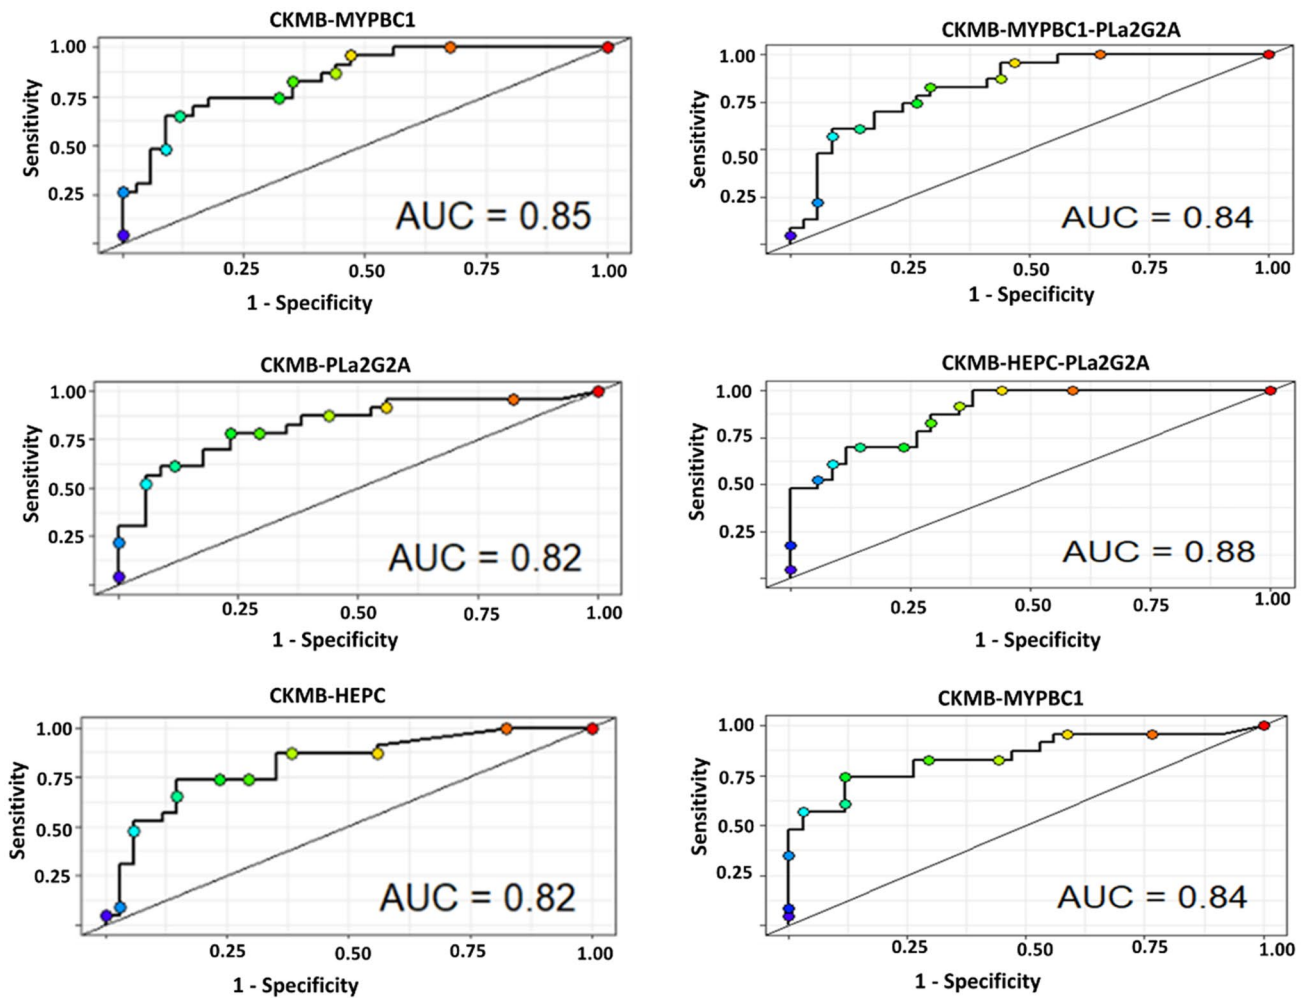 CKMB-MYPBC1
1.00
0.75
0.50
0.25
Sensitivity
AUC = 0.85
0.25 0.50 0.75 1.00
1 - Specificity
CKMB-MYPBC1-PLa2G2A
1.00
0.75
0.50
0.25
Sensitivity
AUC = 0.84
0.25 0.50 0.75 1.00
1 - Specificity
CKMB-PLa2G2A
1.00
0.75
0.50
0.25
Sensitivity
AUC = 0.82
0.25 0.50 0.75 1.00
1 - Specificity
CKMB-HEPC-PLa2G2A
1.00
0.75
0.50
0.25
Sensitivity
AUC = 0.88
0.25 0.50 0.75 1.00
1 - Specificity
CKMB-HEPC
1.00
0.75
0.50
0.25
Sensitivity
AUC = 0.82
0.25 0.50 0.75 1.00
1 - Specificity
CKMB-MYPBC1
1.00
0.75
0.50
0.25
Sensitivity
AUC = 0.84
0.25 0.50 0.75 1.00
1 - Specificity